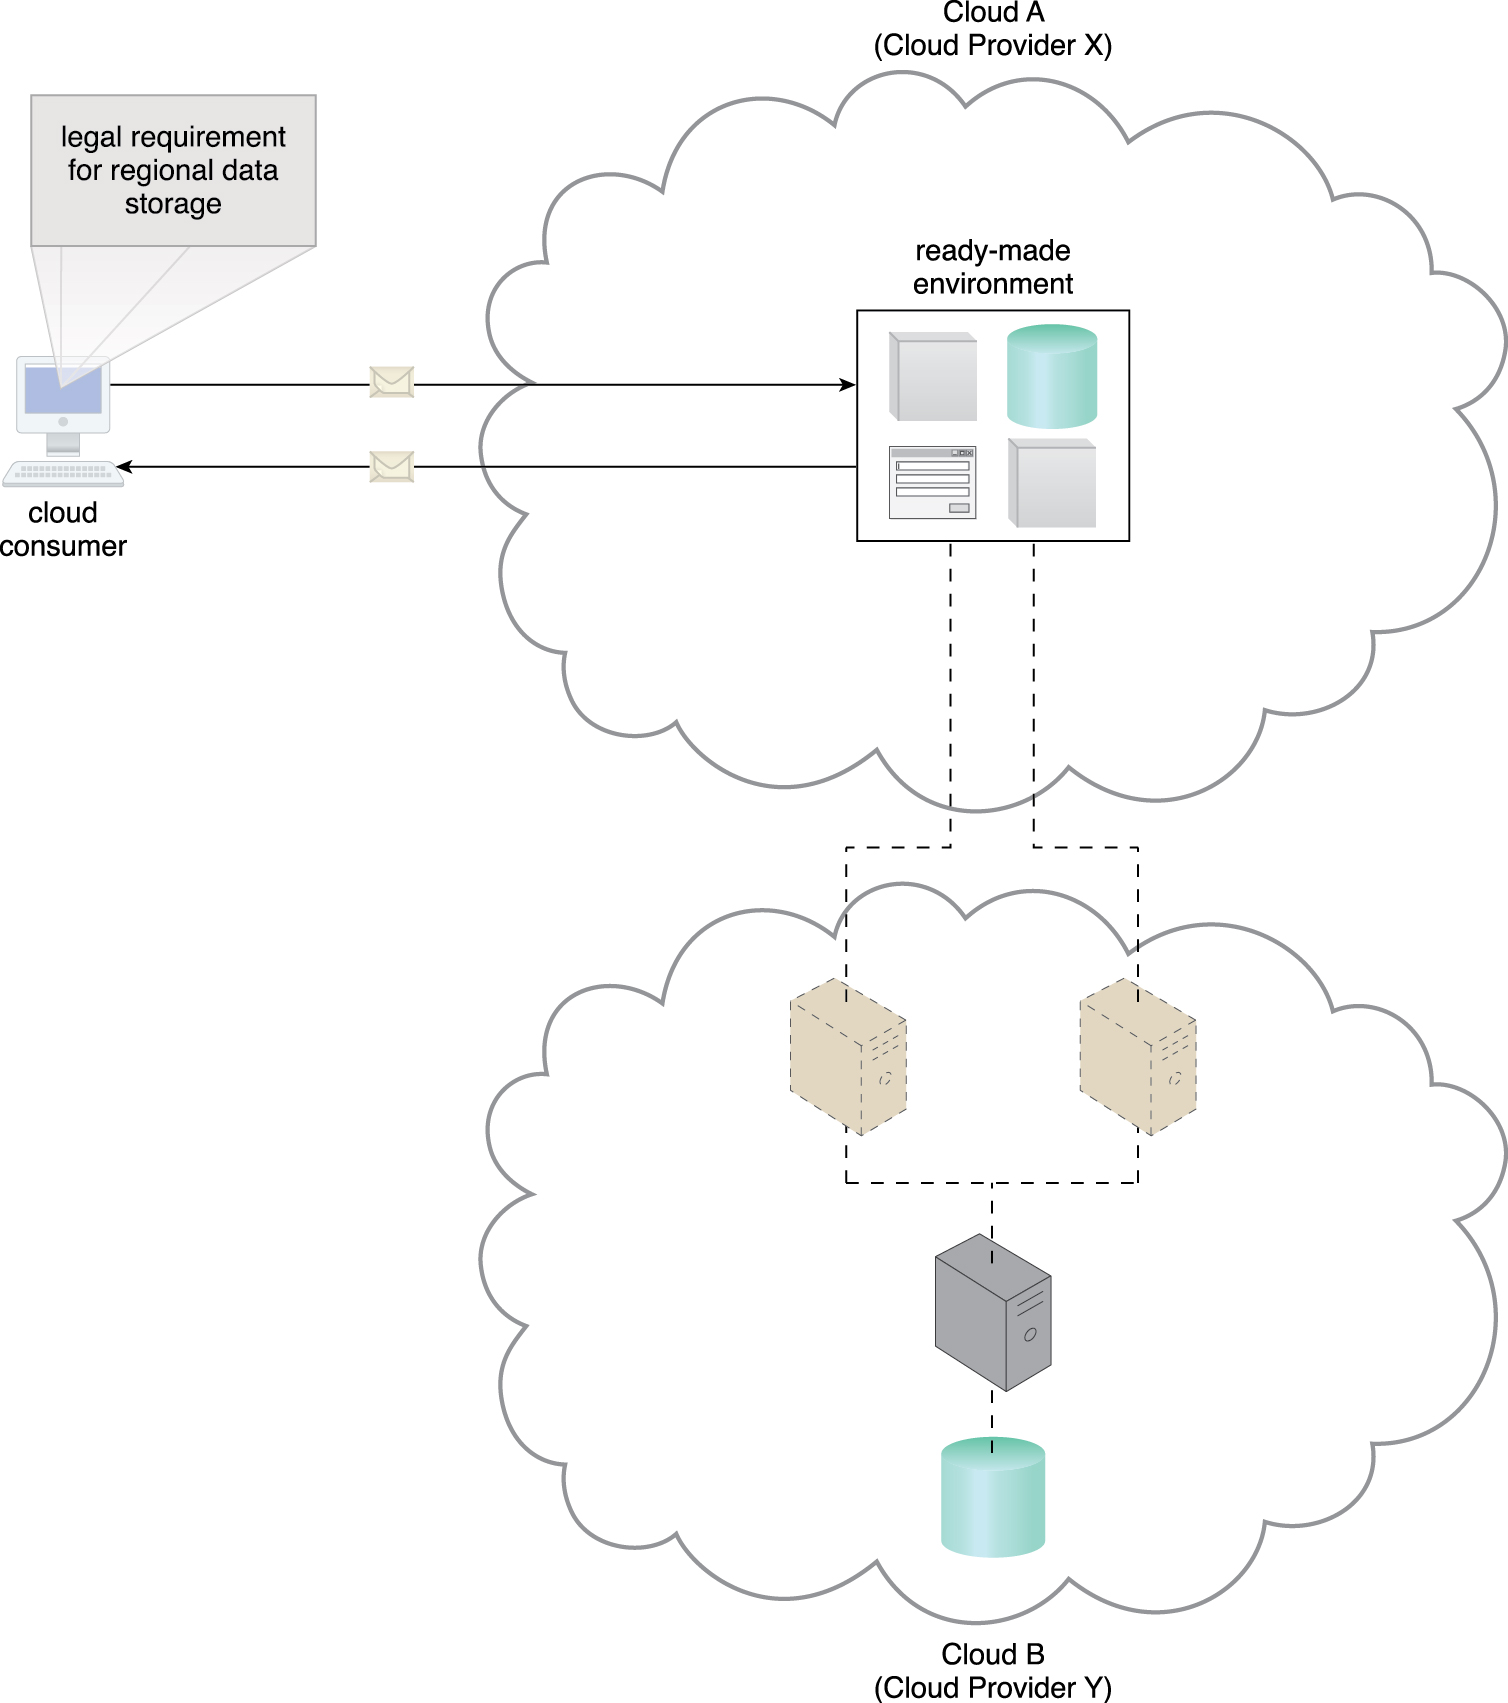 Cloud A
(Cloud Provider X)
legal requirement
for regional data
storage
ready-made
environment
cloud
consumer
Cloud B
(Cloud Provider Y)